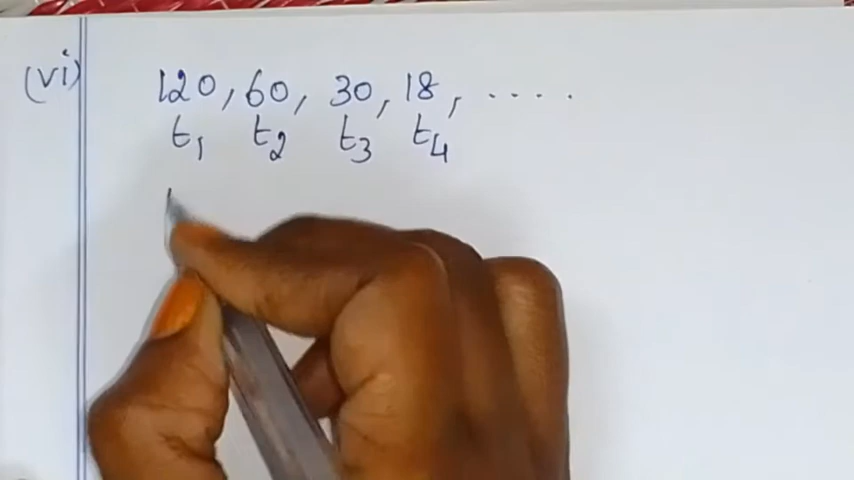 (vi) 120, 60, 30, 18, ....
t₁ t₂ t₃ t₄